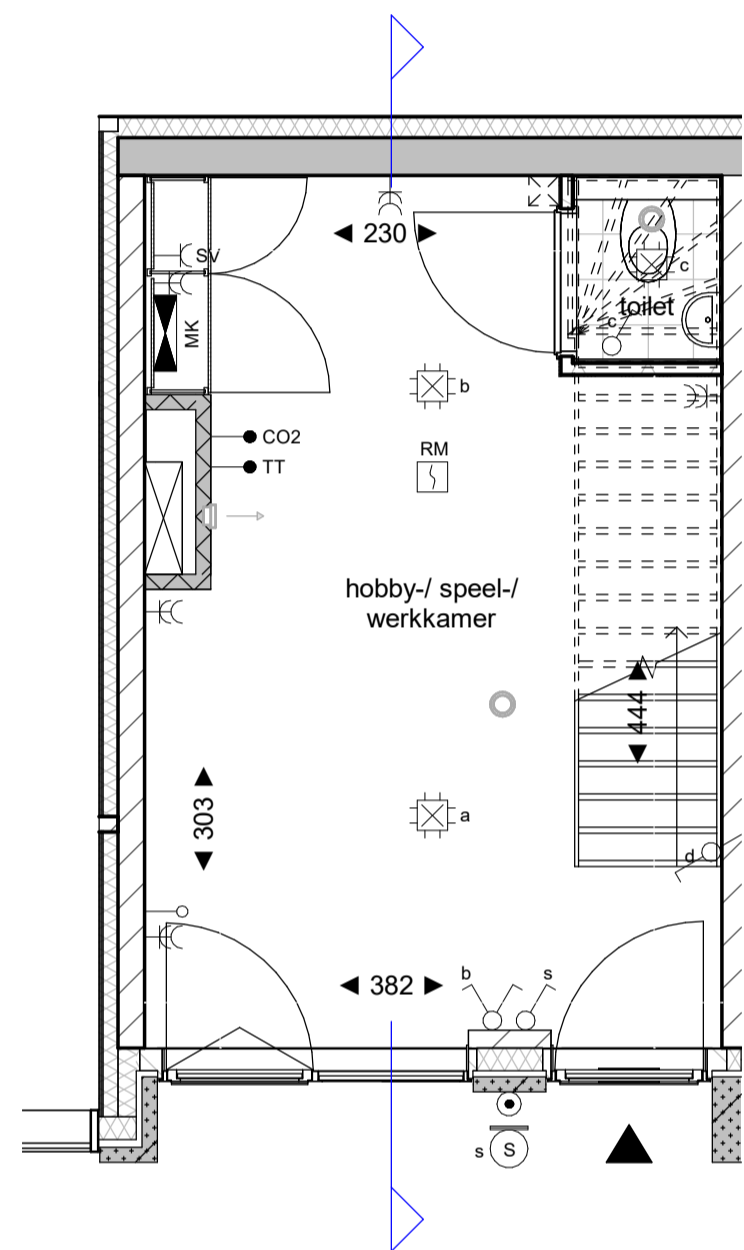 230
SV
c
toilet
c
MK
b
CO2
TT
RM
hobby-/ speel-/
werkkamer
444
303
a
d
382
b
s
s
S